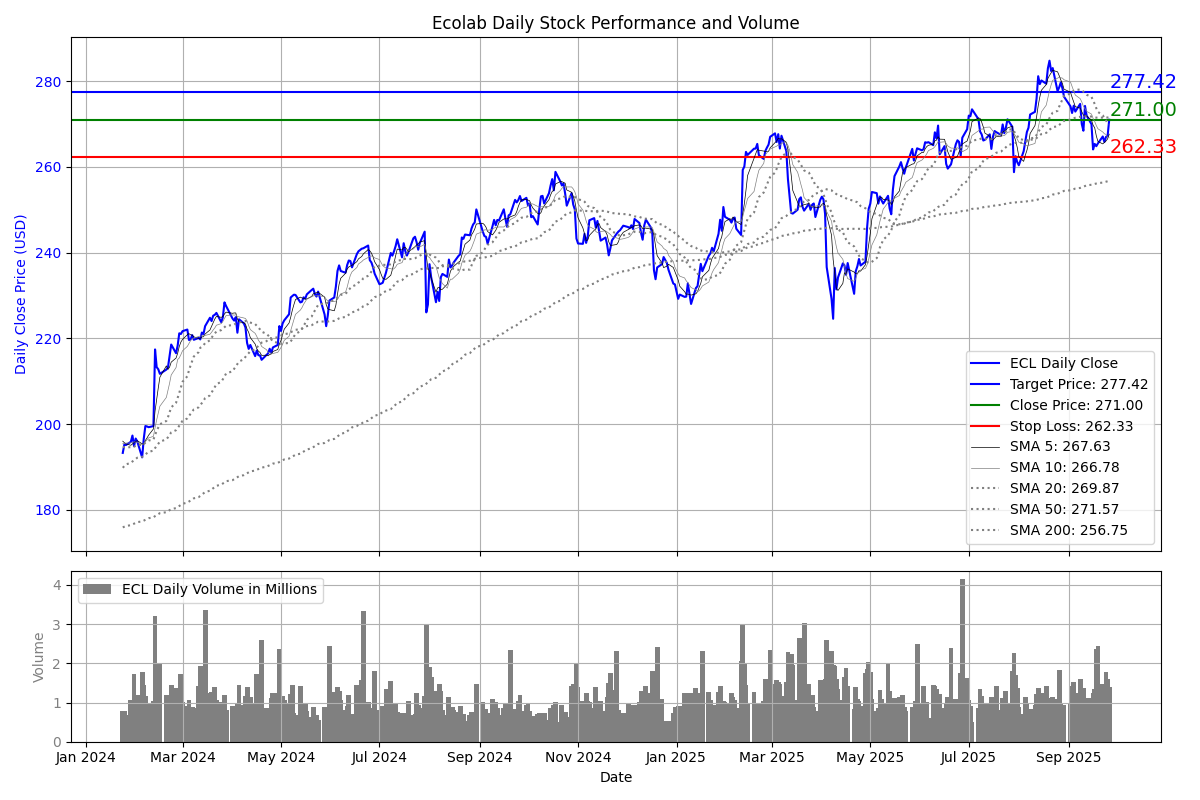 Ecolab Daily Stock Performance and Volume
Daily Close Price (USD)
280
260
240
220
200
180
277.42
271.00
262.33
ECL Daily Close
Target Price: 277.42
Close Price: 271.00
Stop Loss: 262.33
SMA 5: 267.63
SMA 10: 266.78
SMA 20: 269.87
SMA 50: 271.57
SMA 200: 256.75
Volume
4
3
2
1
0
ECL Daily Volume in Millions
Jan 2024 Mar 2024 May 2024 Jul 2024 Sep 2024 Nov 2024 Jan 2025 Mar 2025 May 2025 Jul 2025 Sep 2025
Date